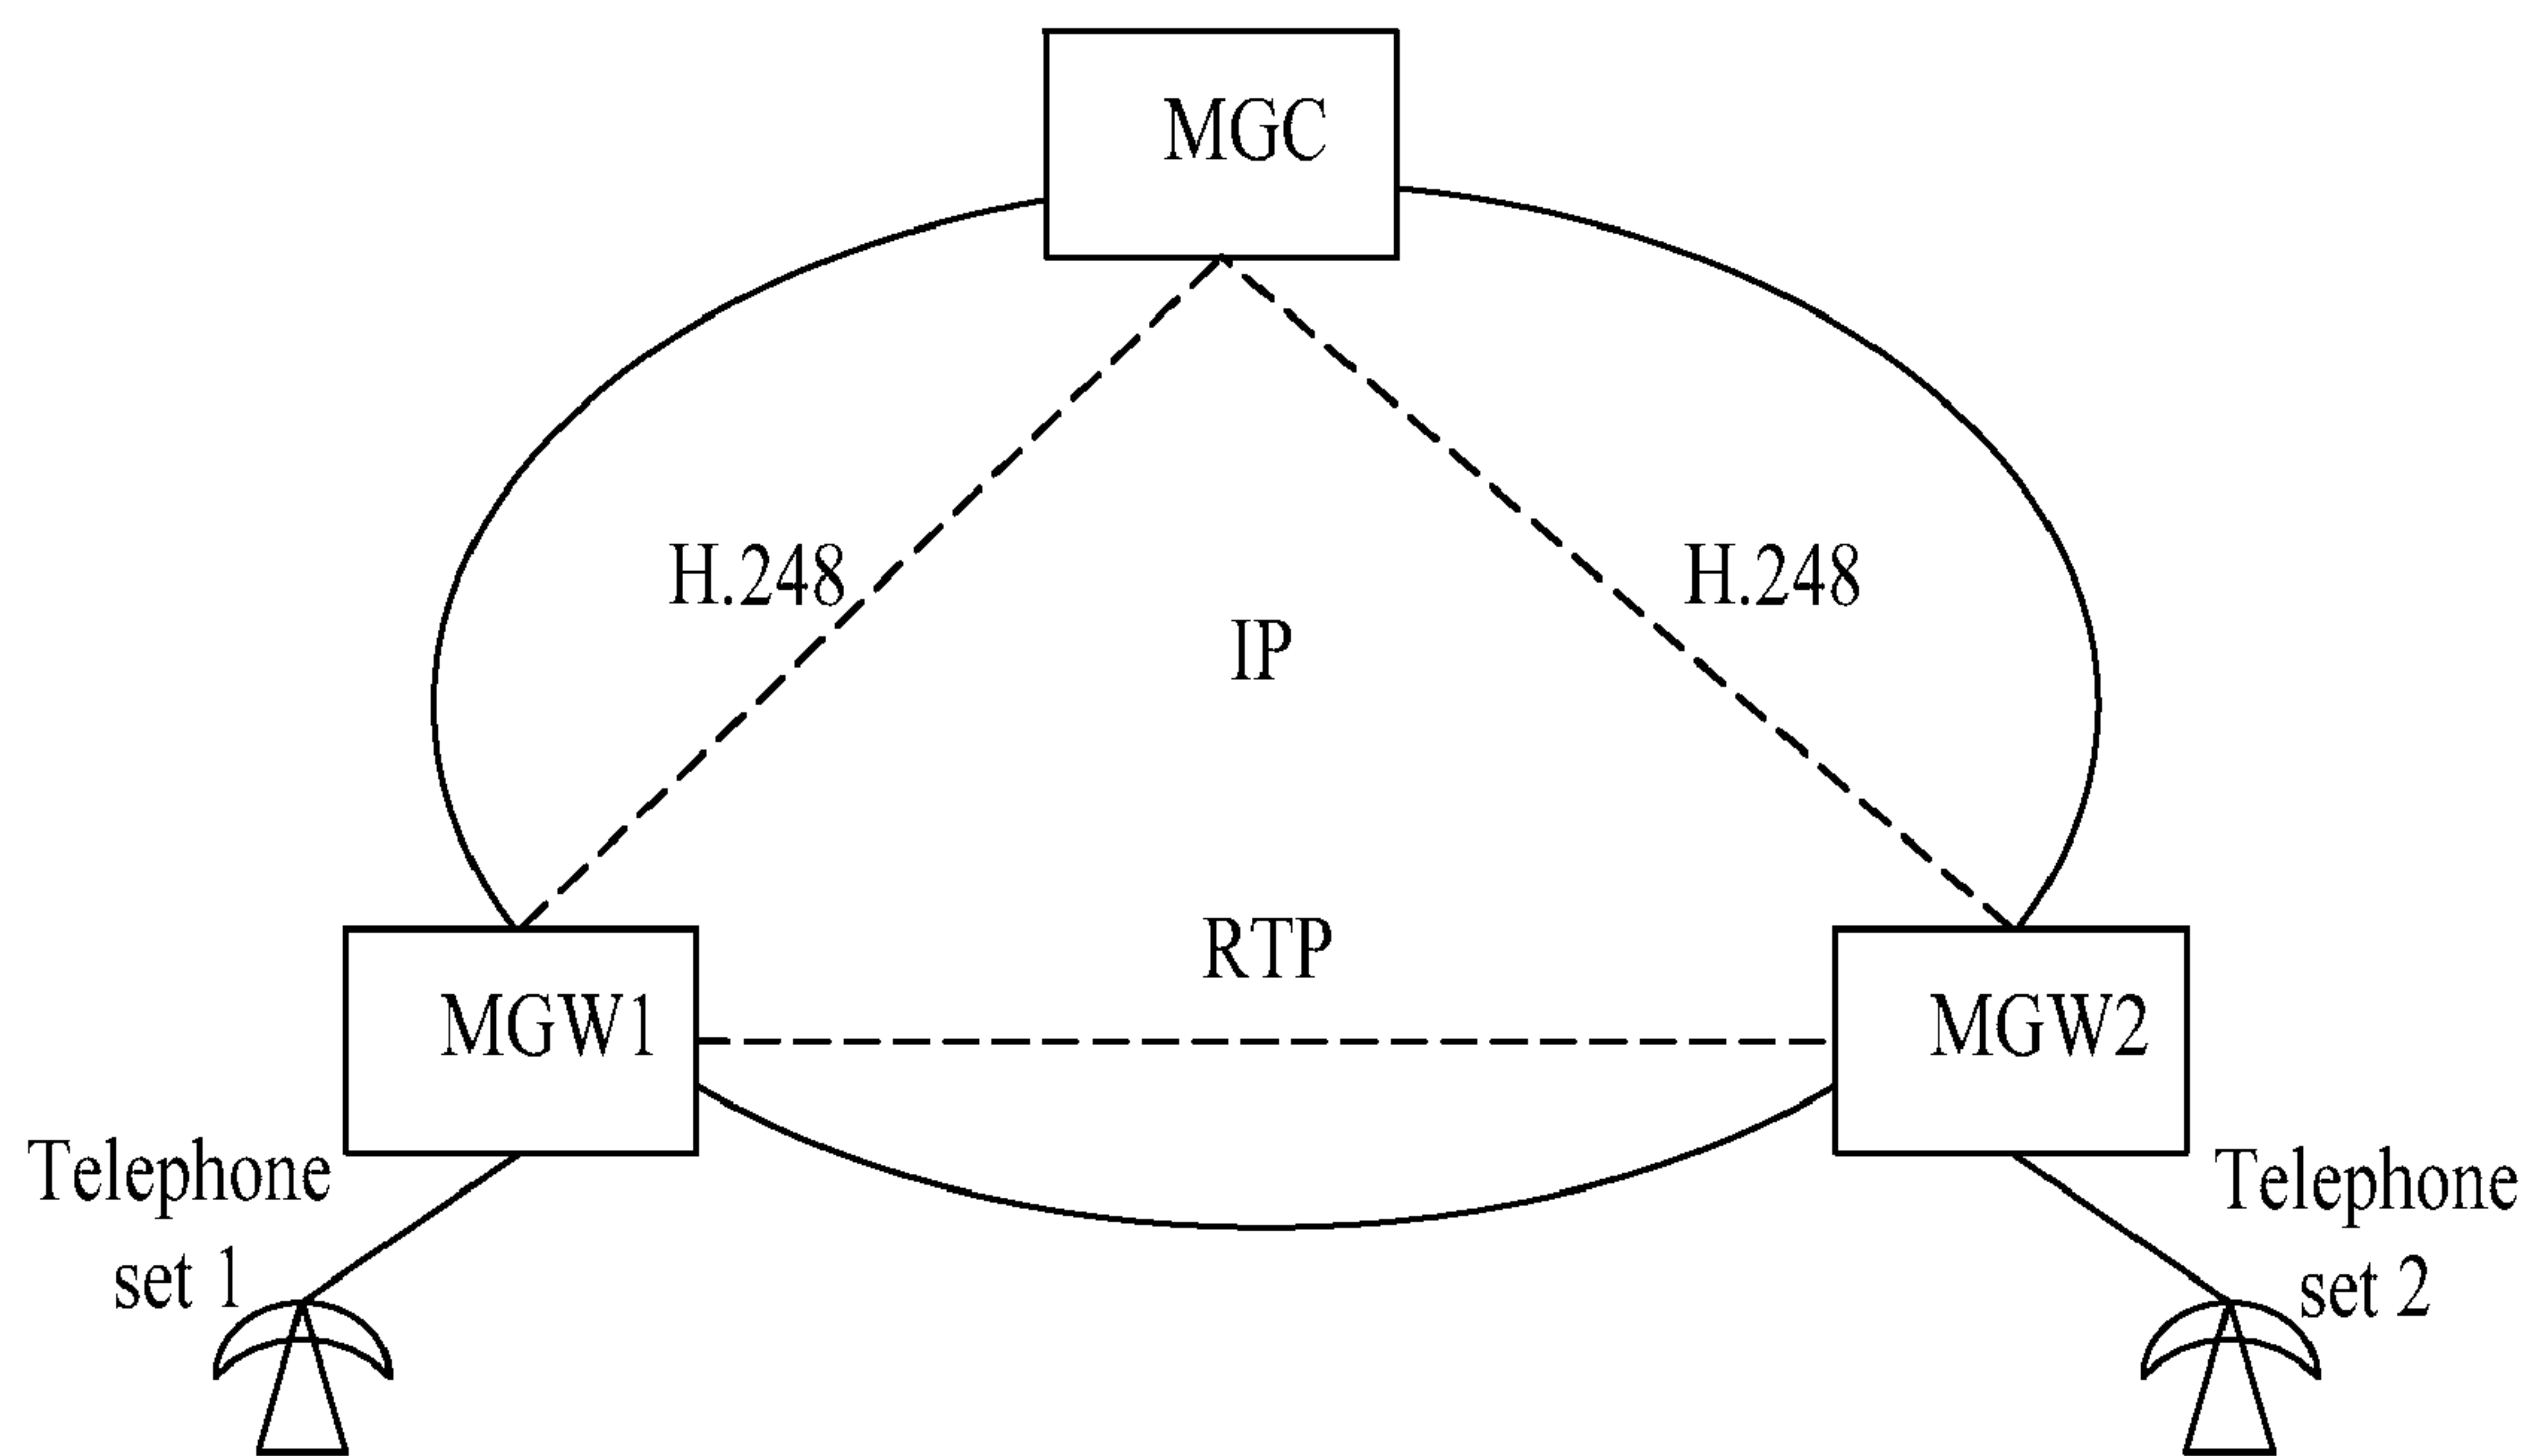 MGC
H.248
H.248
IP
RTP
MGW1
MGW2
Telephone
set 1
Telephone
set 2